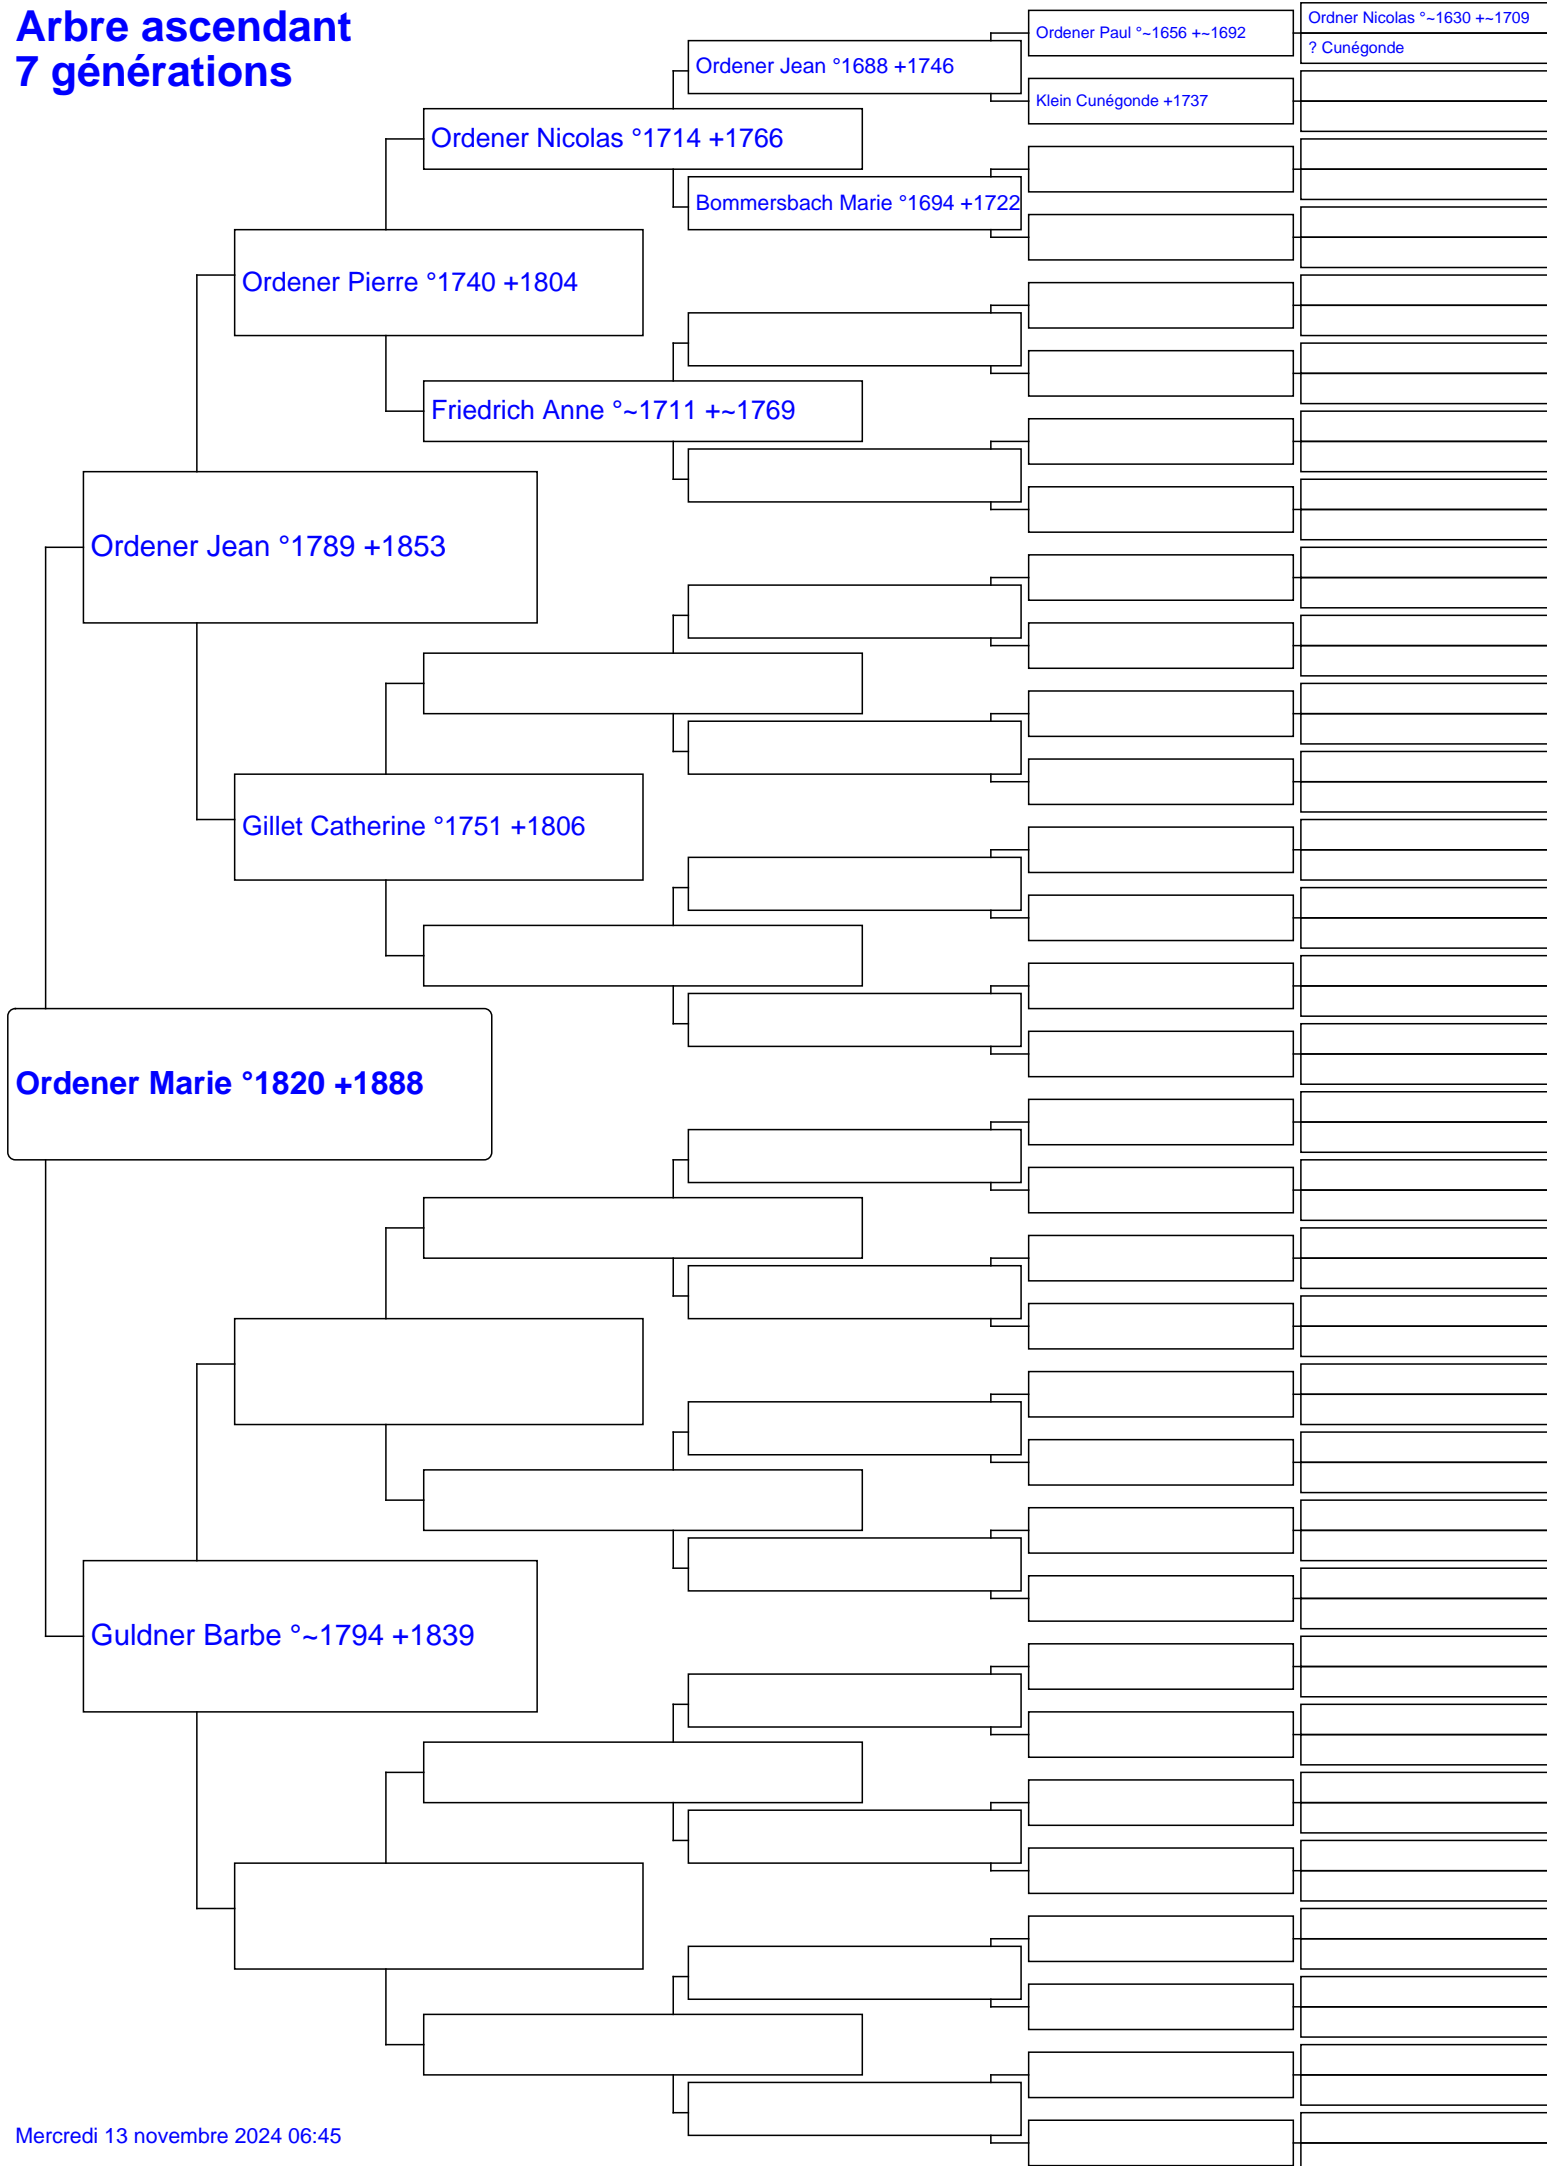 Arbre ascendant
7 générations
Ordner Nicolas °~1630 +~1709
Ordener Paul °~1656 +~1692
? Cunégonde
Ordener Jean °1688 +1746
Klein Cunégonde +1737
Ordener Nicolas °1714 +1766
Bommersbach Marie °1694 +1722
Ordener Pierre °1740 +1804
Friedrich Anne °~1711 +~1769
Ordener Jean °1789 +1853
Gillet Catherine °1751 +1806
Ordener Marie °1820 +1888
Guldner Barbe °~1794 +1839
Mercredi 13 novembre 2024 06:45